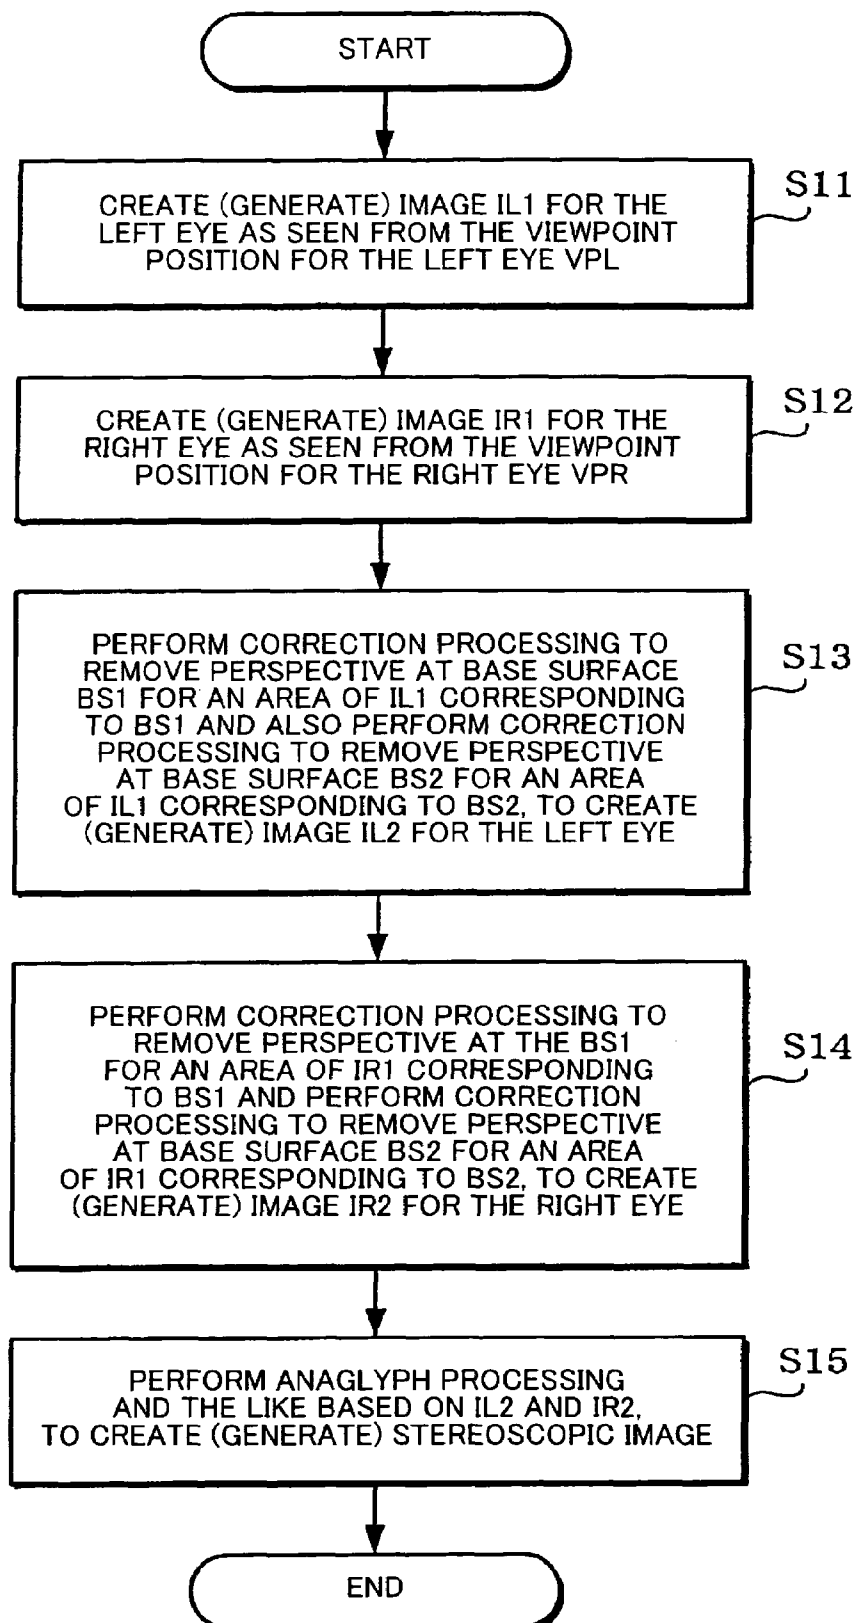 START
S11
CREATE (GENERATE) IMAGE IL1 FOR THE
LEFT EYE AS SEEN FROM THE VIEWPOINT
POSITION FOR THE LEFT EYE VPL
S12
CREATE (GENERATE) IMAGE IR1 FOR THE
RIGHT EYE AS SEEN FROM THE VIEWPOINT
POSITION FOR THE RIGHT EYE VPR
S13
PERFORM CORRECTION PROCESSING TO
REMOVE PERSPECTIVE AT BASE SURFACE
BS1 FOR AN AREA OF IL1 CORRESPONDING
TO BS1 AND ALSO PERFORM CORRECTION
PROCESSING TO REMOVE PERSPECTIVE
AT BASE SURFACE BS2 FOR AN AREA
OF IL1 CORRESPONDING TO BS2, TO CREATE
(GENERATE) IMAGE IL2 FOR THE LEFT EYE
S14
PERFORM CORRECTION PROCESSING TO
REMOVE PERSPECTIVE AT THE BS1
FOR AN AREA OF IR1 CORRESPONDING
TO BS1 AND PERFORM CORRECTION
PROCESSING TO REMOVE PERSPECTIVE
AT BASE SURFACE BS2 FOR AN AREA
OF IR1 CORRESPONDING TO BS2, TO CREATE
(GENERATE) IMAGE IR2 FOR THE RIGHT EYE
S15
PERFORM ANAGLYPH PROCESSING
AND THE LIKE BASED ON IL2 AND IR2,
TO CREATE (GENERATE) STEREOSCOPIC IMAGE
END